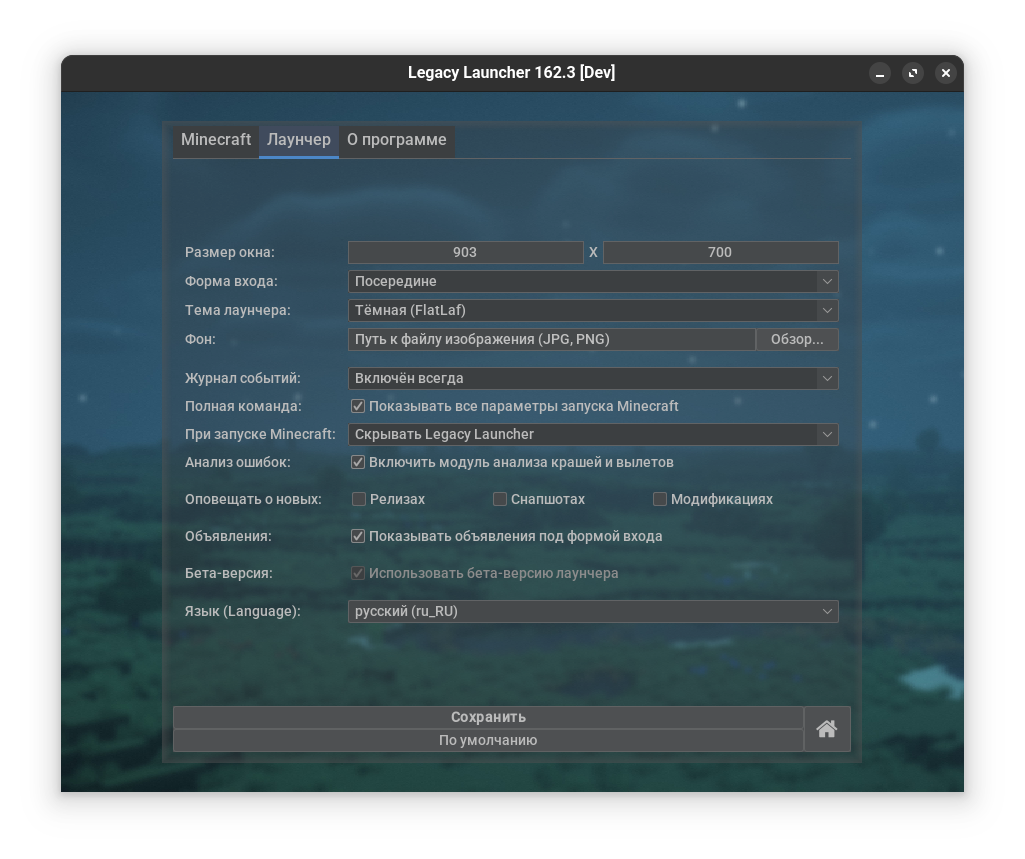 Legacy Launcher 162.3 [Dev]
Minecraft Лаунчер О программе
Размер окна: 903 X 700
Форма входа: Посередине
Тема лаунчера: Тёмная (FlatLaf)
Фон: Путь к файлу изображения (JPG, PNG) Обзор...
Журнал событий: Включён всегда
Полная команда: Показывать все параметры запуска Minecraft
При запуске Minecraft: Скрывать Legacy Launcher
Анализ ошибок: Включить модуль анализа крашей и вылетов
Оповещать о новых: Релизах Снапшотах Модификациях
Объявления: Показывать объявления под формой входа
Бета-версия: Использовать бета-версию лаунчера
Язык (Language): русский (ru_RU)
Сохранить
По умолчанию